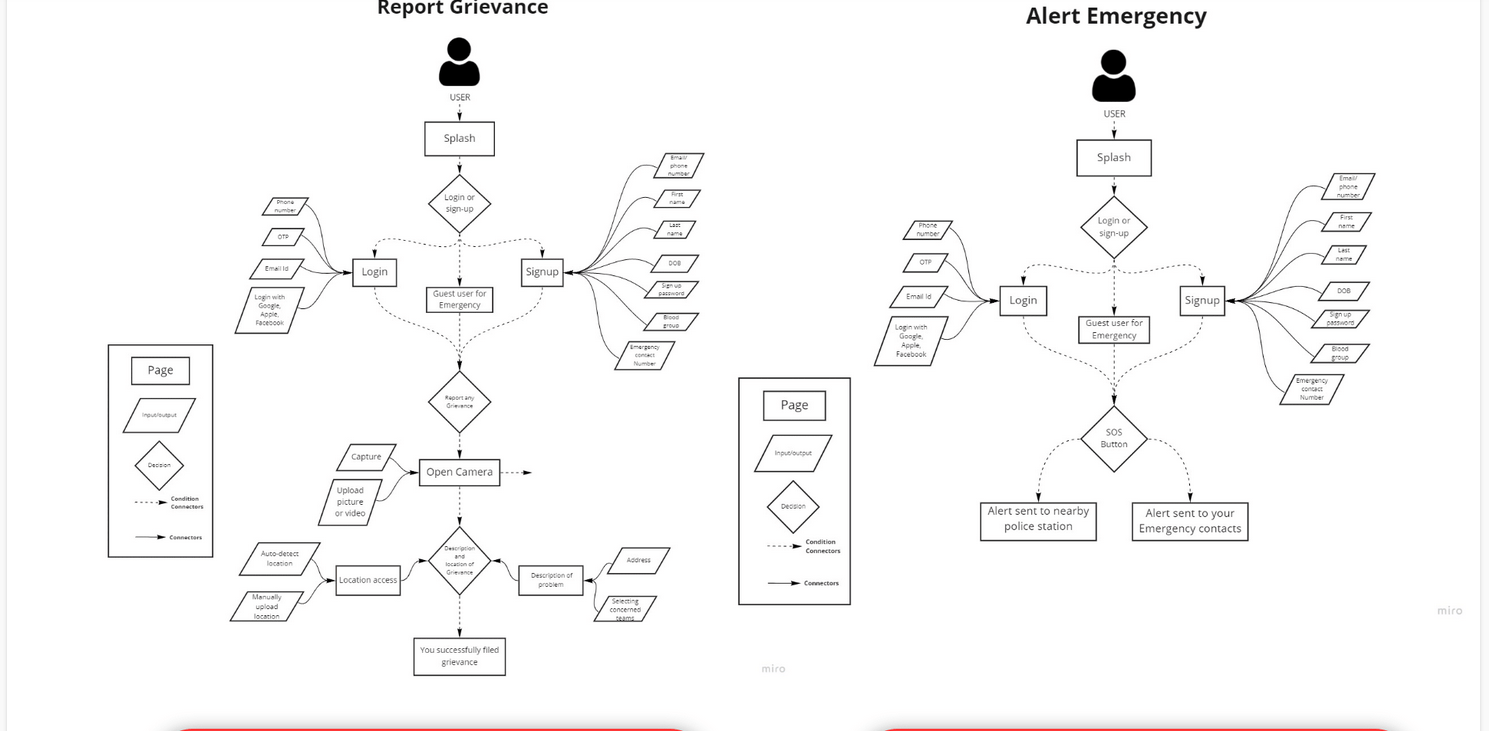 Report Grievance
USER
Splash
Login or
sign-up
Phone
number
OTP
Email Id
Login with
Google,
Apple,
Facebook
Login
Guest user for
Emergency
Signup
Email/
phone
number
First
name
Last
name
DOB
Sign up
password
Blood
group
Emergency
contact
Number
Report any
Grievance
Capture
Upload
picture
or video
Open Camera
Description
and
location of
Grievance
Auto-detect
location
Manually
upload
location
Location access
Description of
problem
Address
Selecting
concerned
teams
You successfully filed
grievance
Page
Input/output
Decision
Condition
Connectors
Connectors
miro
Alert Emergency
USER
Splash
Login or
sign-up
Phone
number
OTP
Email Id
Login with
Google,
Apple,
Facebook
Login
Guest user for
Emergency
Signup
Email/
phone
number
First
name
Last
name
DOB
Sign up
password
Blood
group
Emergency
contact
Number
SOS
Button
Alert sent to nearby
police station
Alert sent to your
Emergency contacts
Page
Input/output
Decision
Condition
Connectors
Connectors
miro